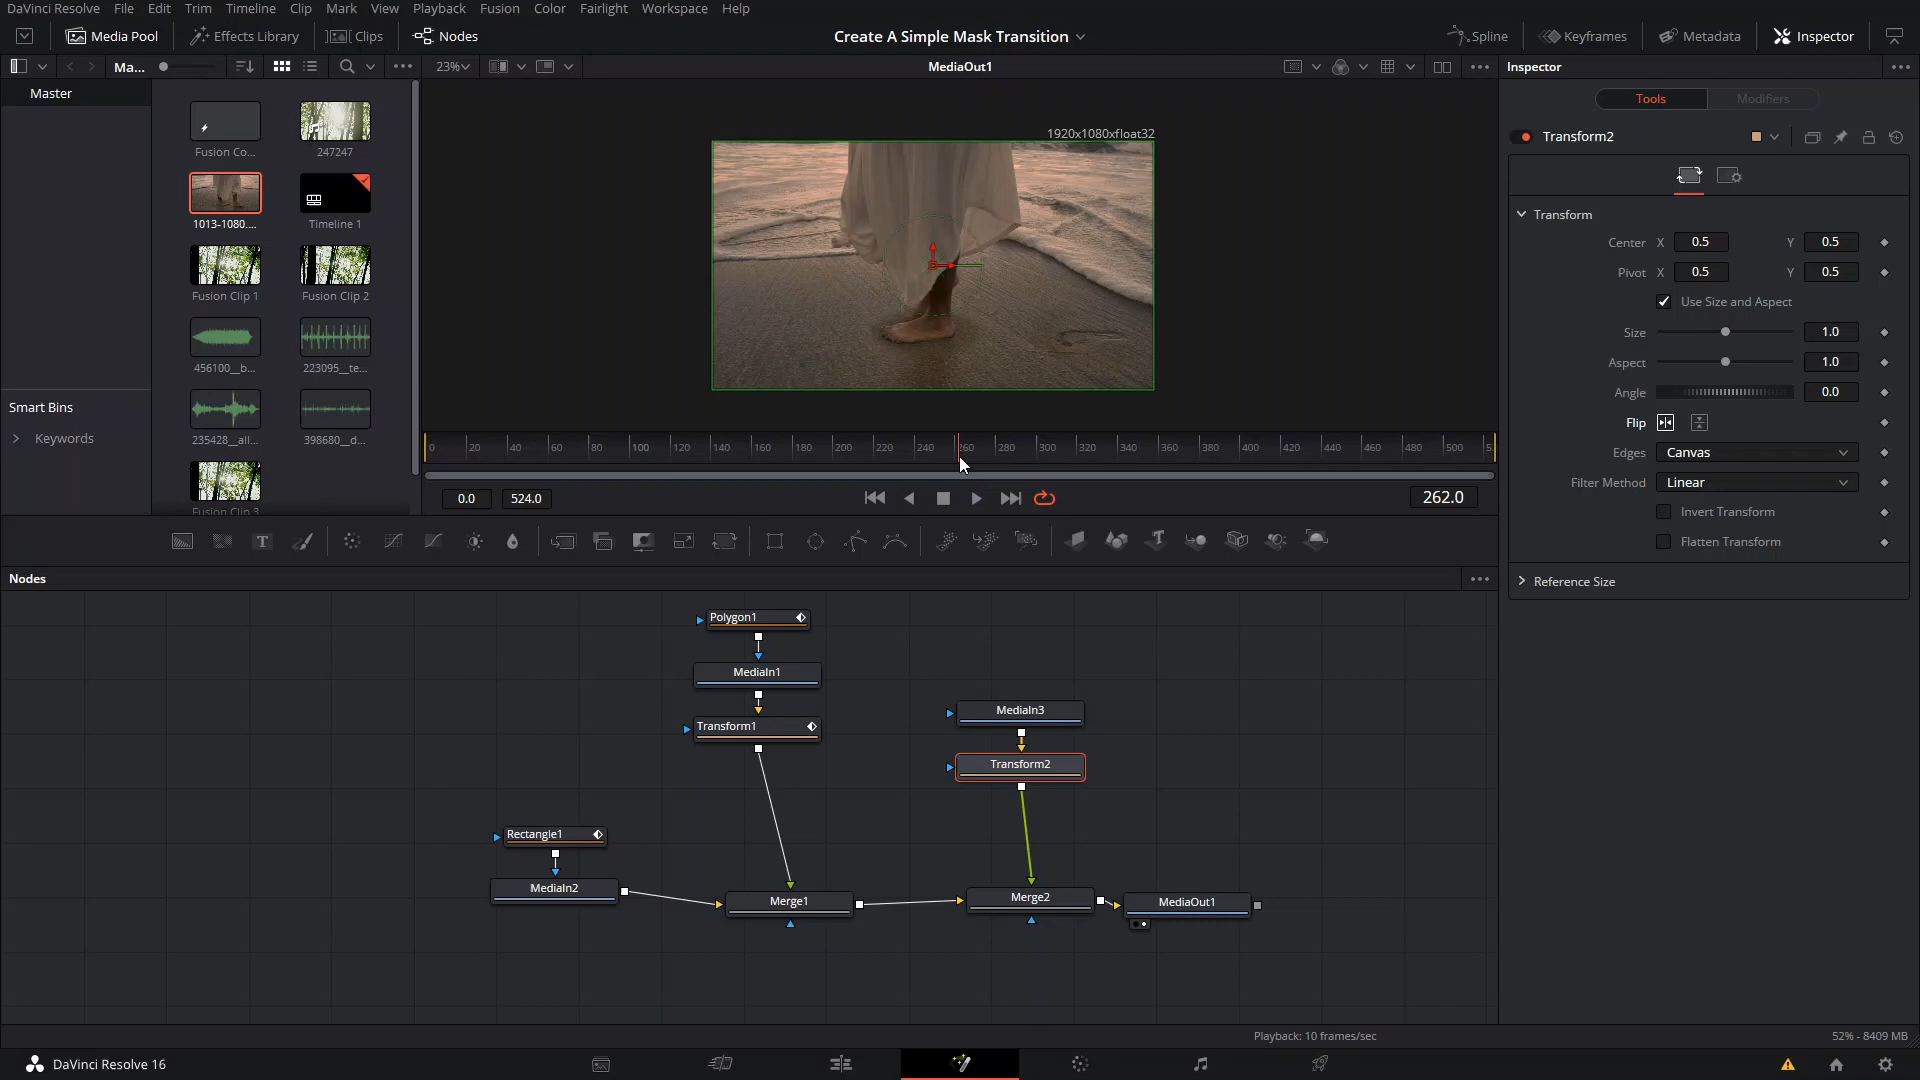 DaVinci Resolve File Edit Trim Timeline Clip Mark View Playback Fusion Color Fairlight Workspace Help
Media Pool Effects Library Clips Nodes Create A Simple Mask Transition Spline Keyframes Metadata Inspector
Ma... 23% MediaOut1 Inspector
Master
Tools Modifiers
1920x1080xfloat32
Transform2
Fusion Co... 247247
1013-1080.... Timeline 1
Transform
Center X 0.5 Y 0.5
Pivot X 0.5 Y 0.5
Fusion Clip 1 Fusion Clip 2
Use Size and Aspect
Size 1.0
456100__b... 223095__te...
Aspect 1.0
Angle 0.0
Smart Bins
Flip
Keywords
235428__all... 398680__d...
0 20 40 60 80 100 120 140 160 180 200 220 240 260 280 300 320 340 360 380 400 420 440 460 480 500
Edges Canvas
Filter Method Linear
0.0 524.0 262.0
Fusion Clip 3
Invert Transform
T
Flatten Transform
Nodes
Reference Size
Polygon1
MediaIn1
MediaIn3
Transform1
Transform2
Rectangle1
MediaIn2
Merge1
Merge2
MediaOut1
Playback: 10 frames/sec 52% - 8409 MB
DaVinci Resolve 16